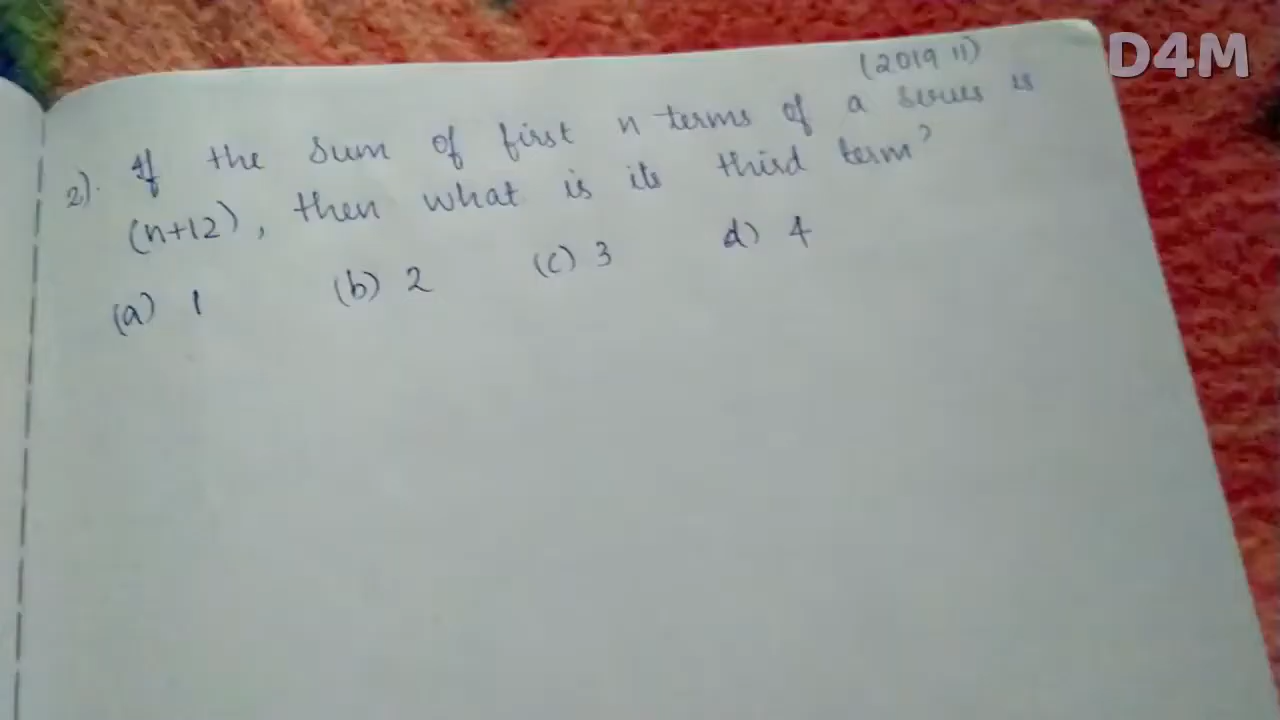 D4M
(2019 II)
2). If the sum of first n terms of a series is
(n+12), then what is its third term?
(a) 1 (b) 2 (c) 3 d) 4